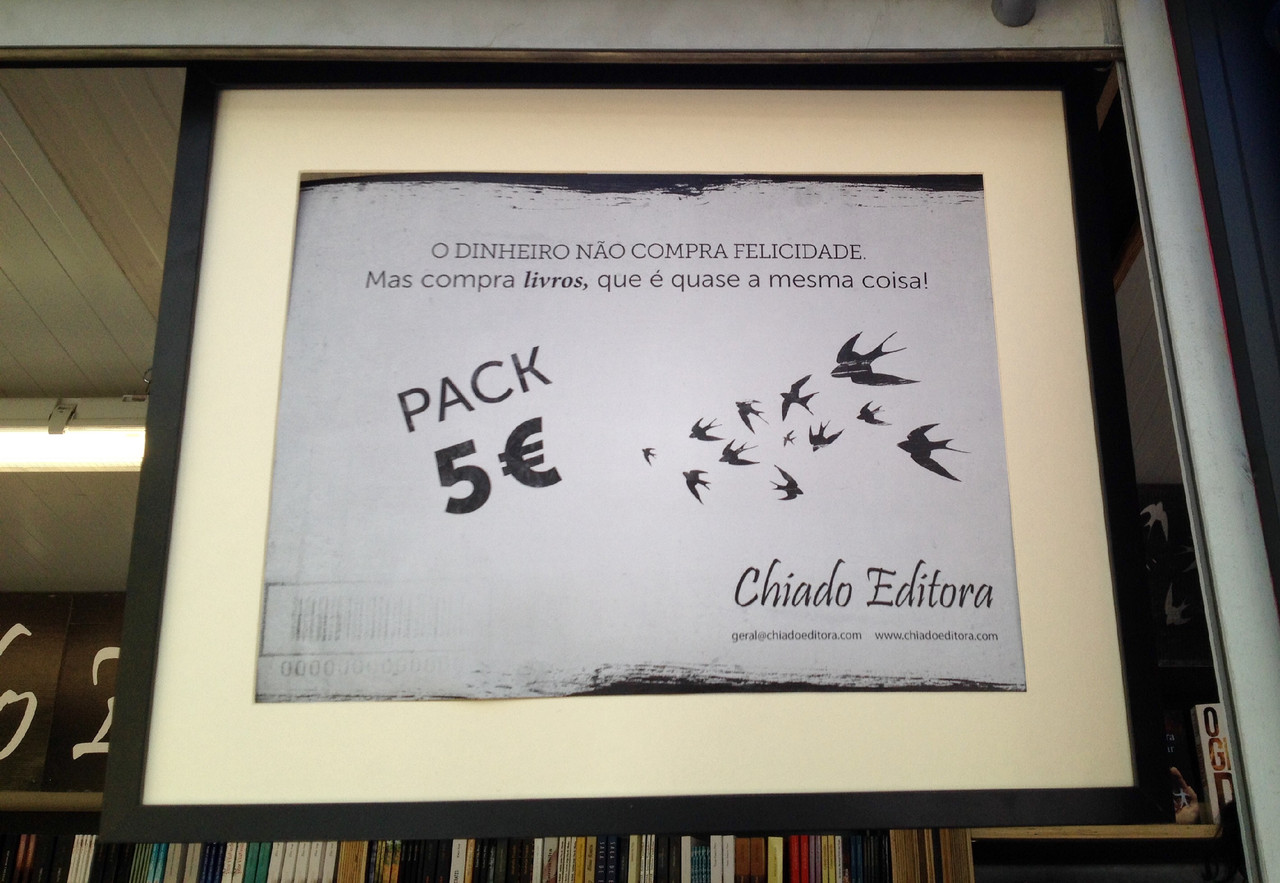 O DINHEIRO NÃO COMPRA FELICIDADE.
Mas compra livros, que é quase a mesma coisa!
PACK
5€
Chiado Editora
geral@chiadoeditora.com www.chiadoeditora.com